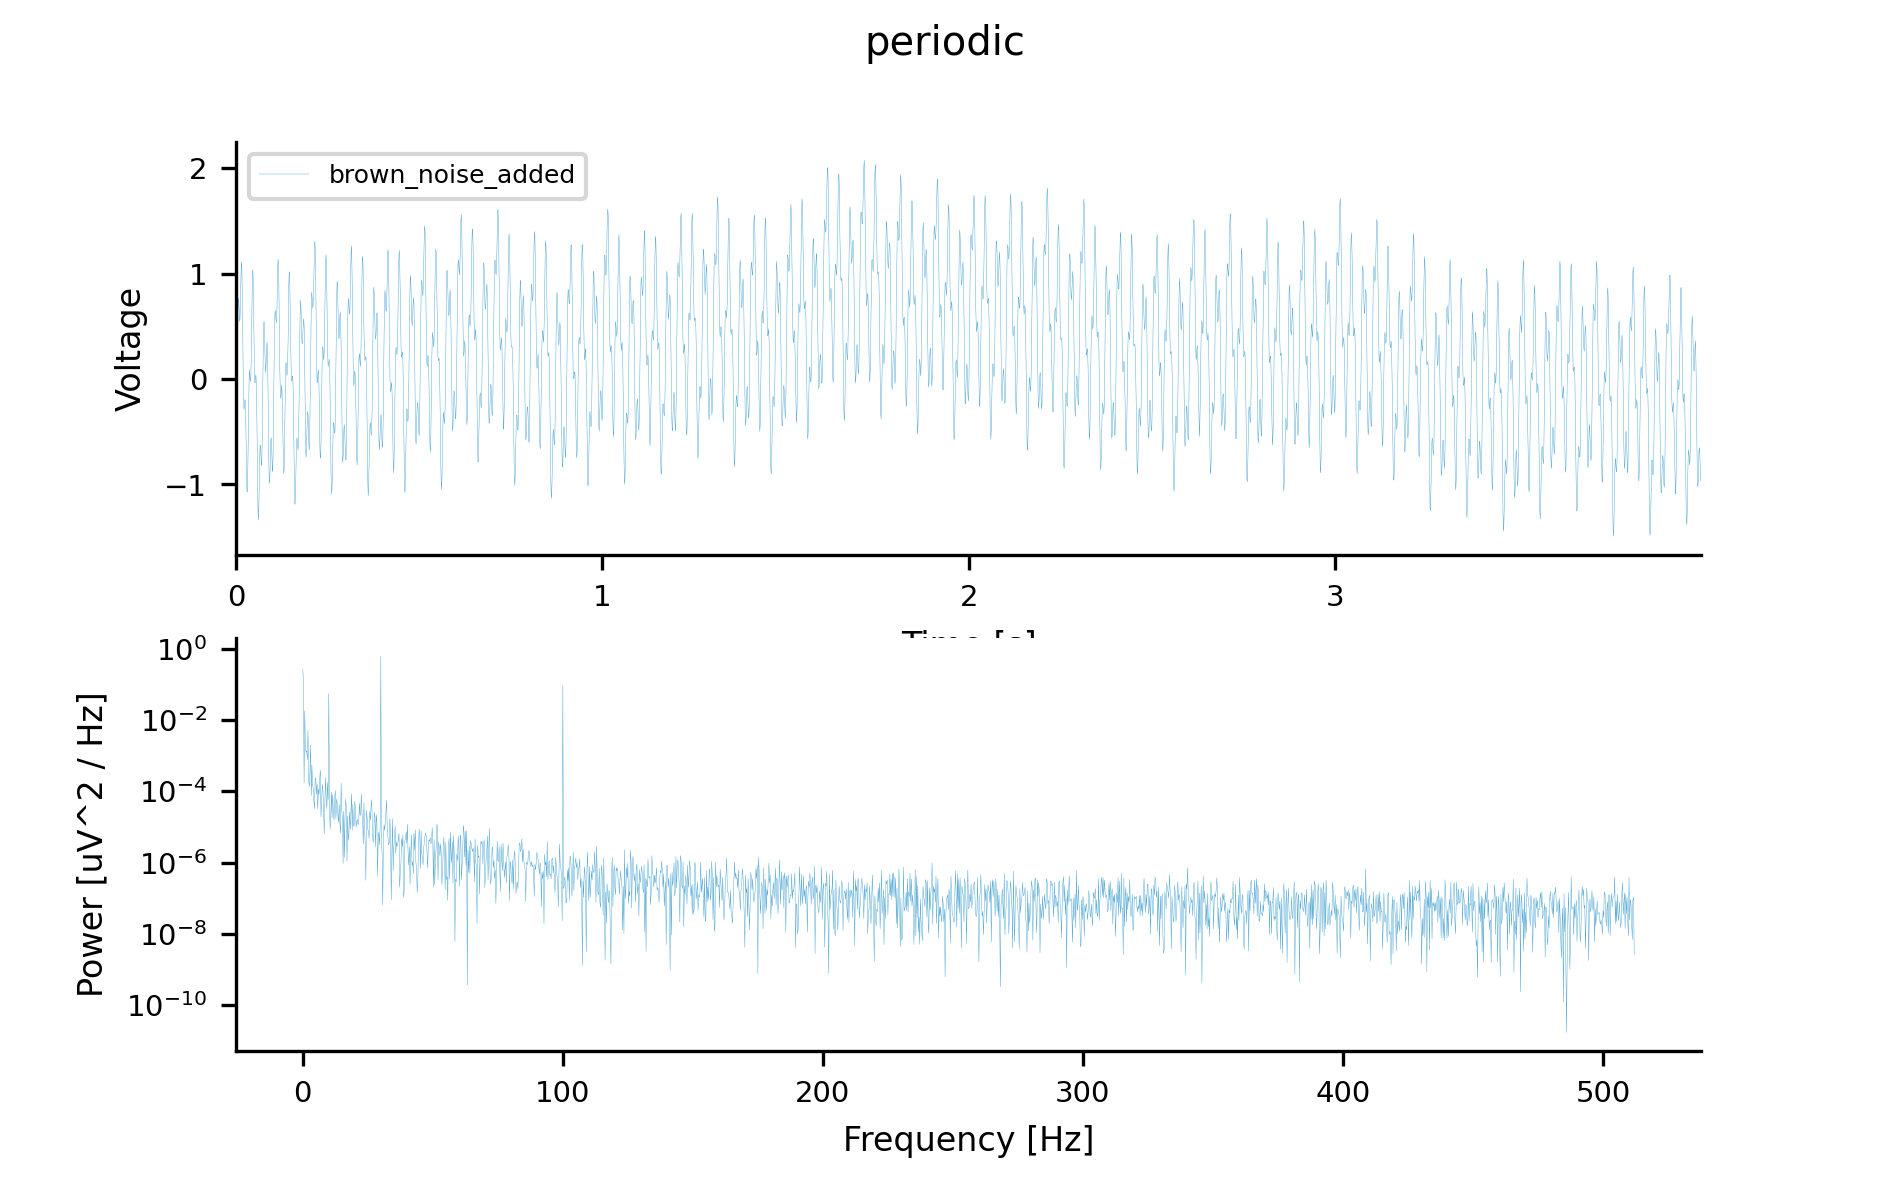 periodic
brown_noise_added
Voltage
2
1
0
−1
0 1 2 3
Power [uV^2 / Hz]
10^0
10^−2
10^−4
10^−6
10^−8
10^−10
0 100 200 300 400 500
Frequency [Hz]